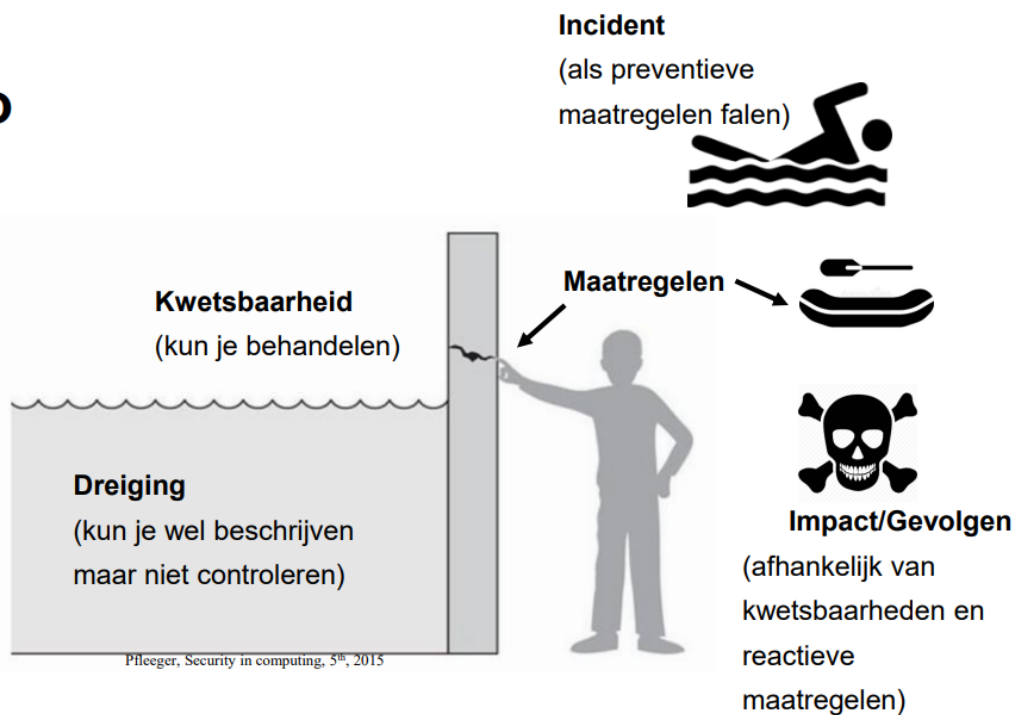 Incident
(als preventieve
maatregelen falen)
Maatregelen
Kwetsbaarheid
(kun je behandelen)
Dreiging
(kun je wel beschrijven
maar niet controleren)
Impact/Gevolgen
(afhankelijk van
kwetsbaarheden en
reactieve
maatregelen)
Pfleeger, Security in computing, 5th, 2015